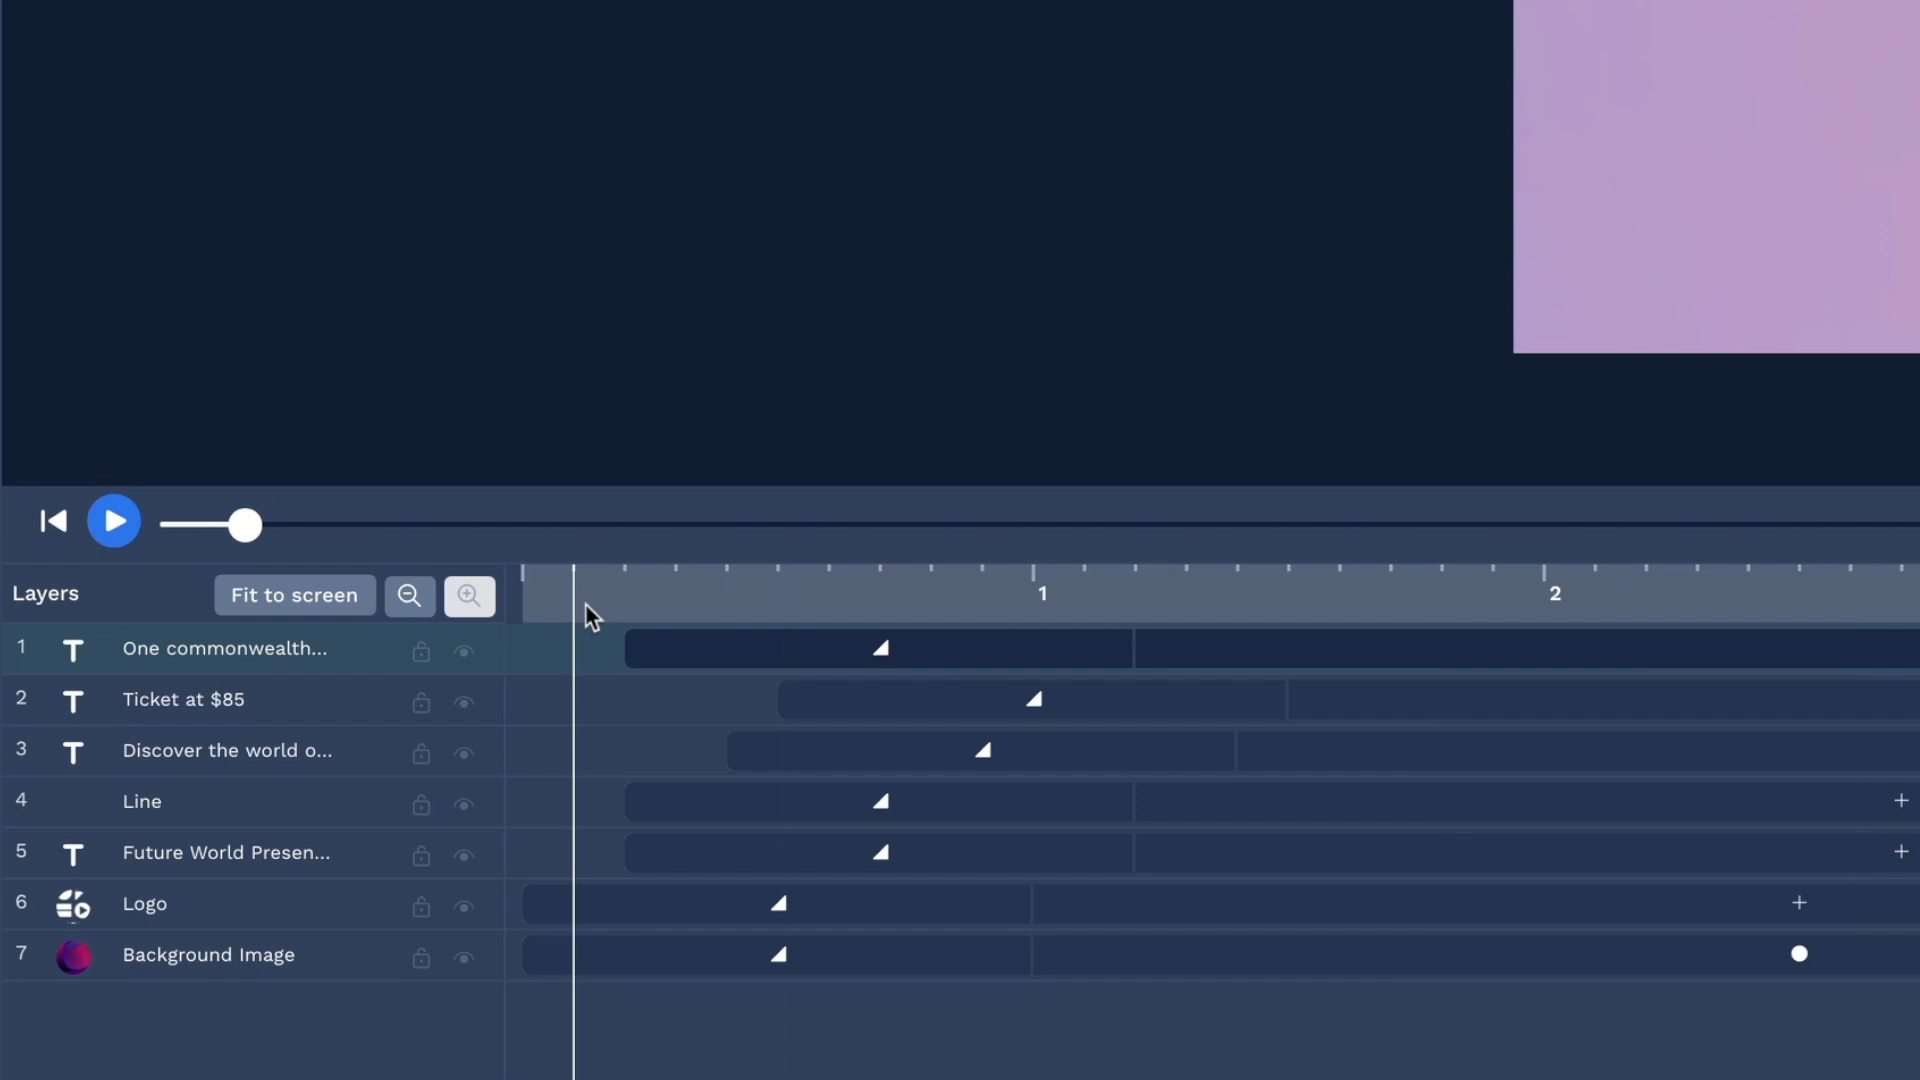 Layers
Fit to screen
1
2
1 T One commonwealth...
2 T Ticket at $85
3 T Discover the world o...
4 Line
5 T Future World Presen...
6 Logo
7 Background Image